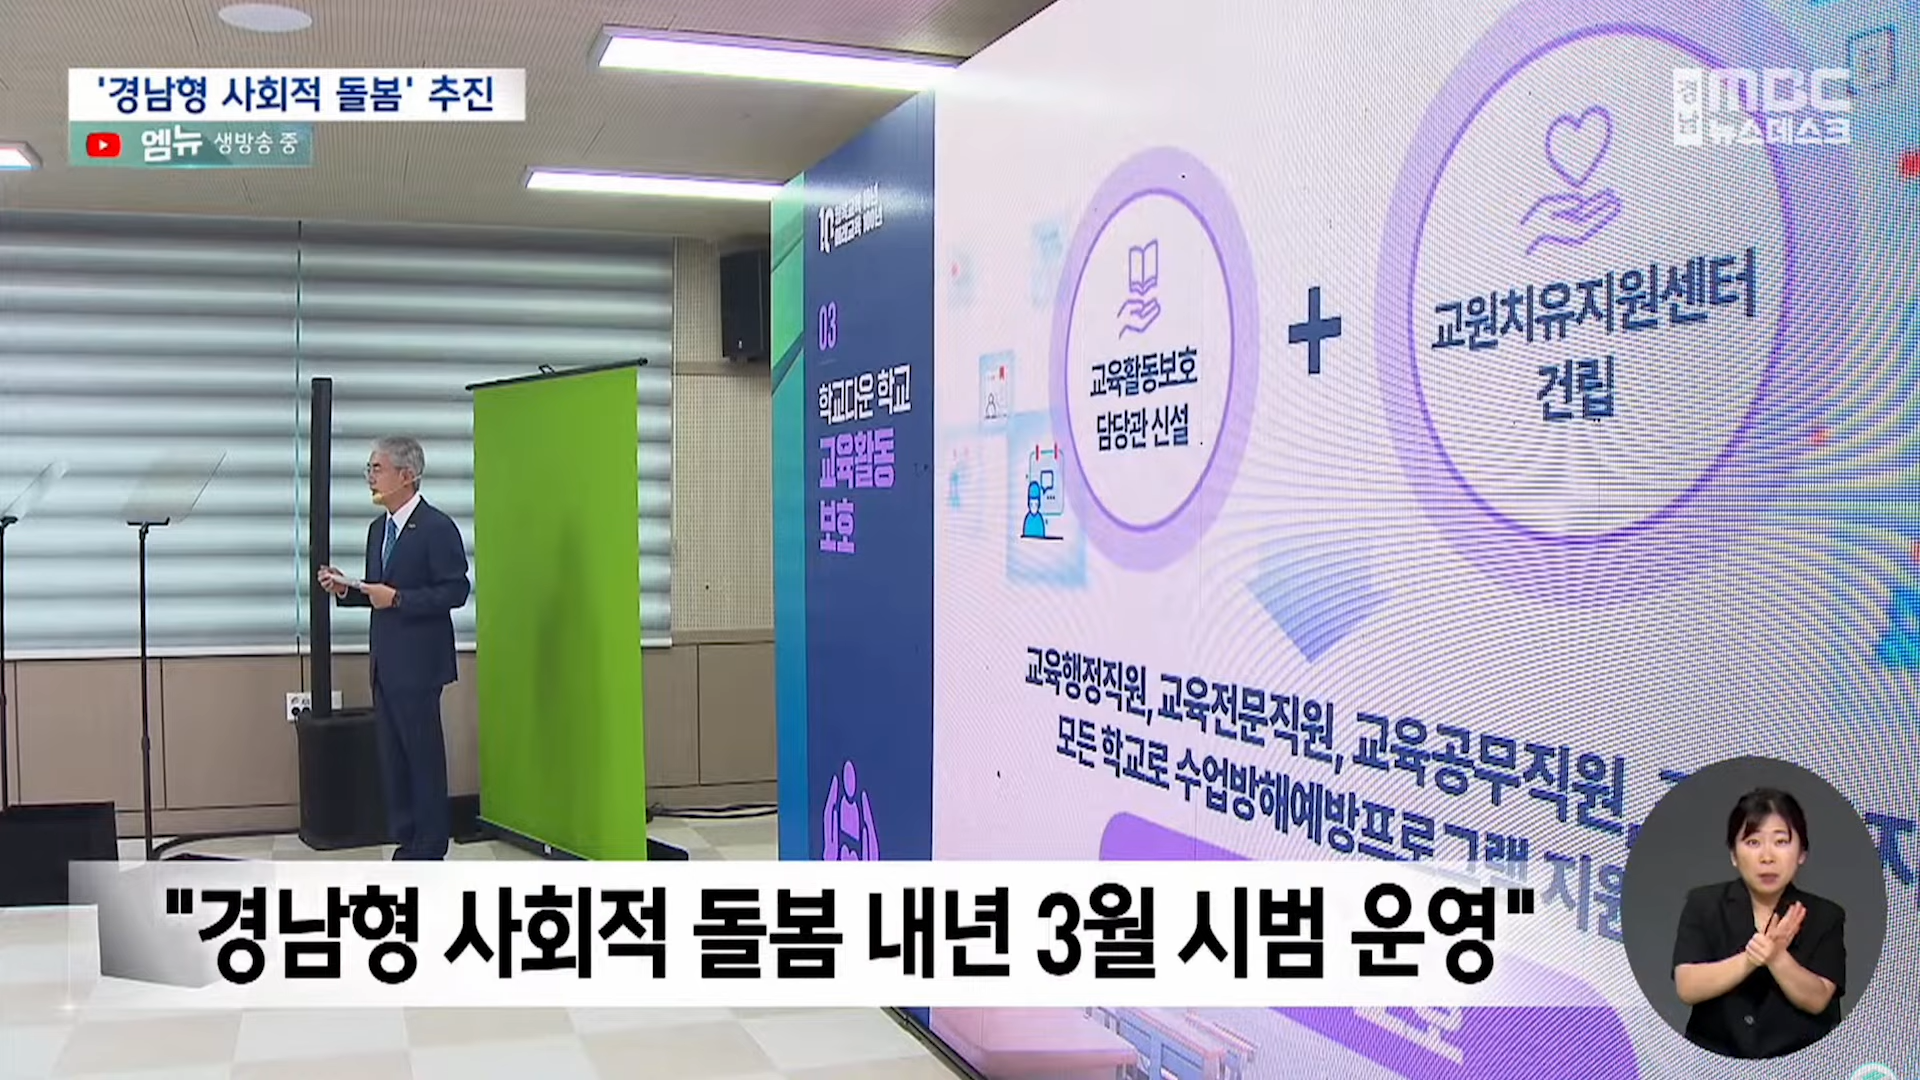 '경남형 사회적 돌봄' 추진
엠뉴 생방송 중
경남
MBC
뉴스데스크
03
학교다운 학교
교육활동
보호
교육활동보호
담당관 신설
+
교원치유지원센터
건립
교육행정직원, 교육전문직원, 교육공무직원,
모든 학교로 수업방해예방프로그램 지원
"경남형 사회적 돌봄 내년 3월 시범 운영"